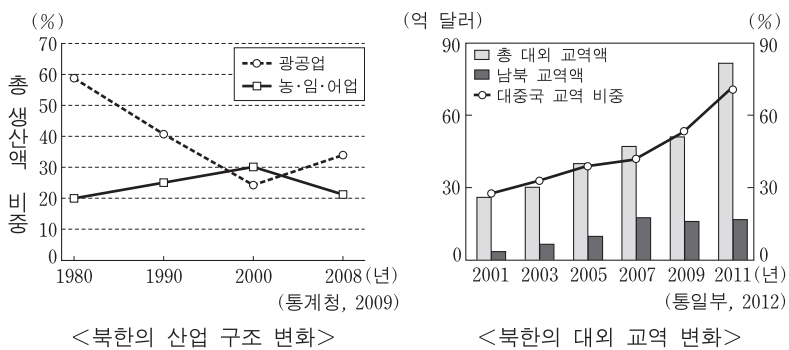 (%)
70
60
50
40
30
20
10
0
총 생산액 비중
광공업
농·임·어업
1980 1990 2000 2008(년)
(통계청, 2009)
<북한의 산업 구조 변화>
(억 달러) (%)
90 90
60 60
30 30
0 0
총 대외 교역액
남북 교역액
대중국 교역 비중
2001 2003 2005 2007 2009 2011(년)
(통일부, 2012)
<북한의 대외 교역 변화>